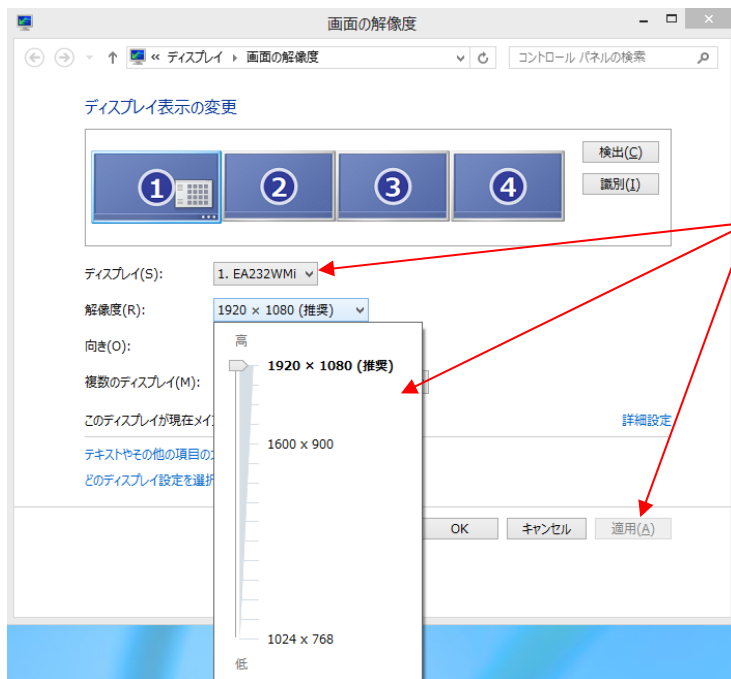 画面の解像度
« ディスプレイ ▸ 画面の解像度
コントロール パネルの検索
ディスプレイ表示の変更
1
2
3
4
検出(C)
識別(I)
ディスプレイ(S):
1. EA232WMi
解像度(R):
1920 × 1080 (推奨)
向き(O):
高
1920 × 1080 (推奨)
複数のディスプレイ(M):
このディスプレイが現在メイ
詳細設定
1600 x 900
テキストやその他の項目の
どのディスプレイ設定を選択
OK
キャンセル
適用(A)
1024 x 768
低